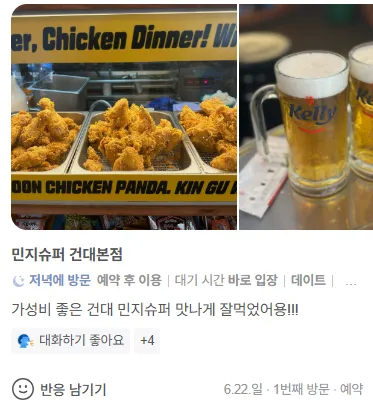 er, Chicken Dinner! Wi
OON CHICKEN PANDA. KIN GU
Kelly
민지슈퍼 건대본점
저녁에 방문 예약 후 이용 | 대기 시간 바로 입장 | 데이트 | ...
가성비 좋은 건대 민지슈퍼 맛나게 잘먹었어용!!!
대화하기 좋아요 +4
반응 남기기 6.22.일 · 1번째 방문 · 예약